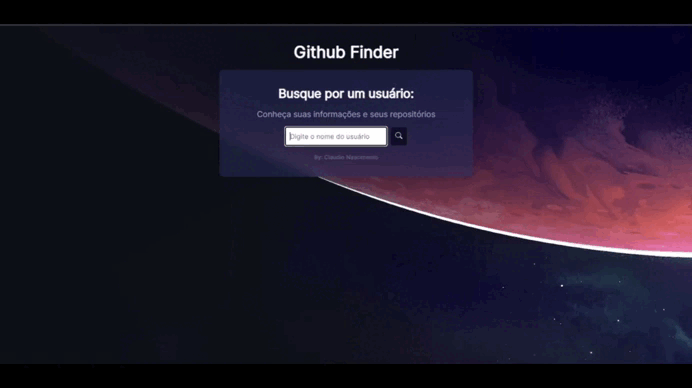 Github Finder
Busque por um usuário:
Conheça suas informações e seus repositórios
Digite o nome do usuário
By: Claudio Nascimento